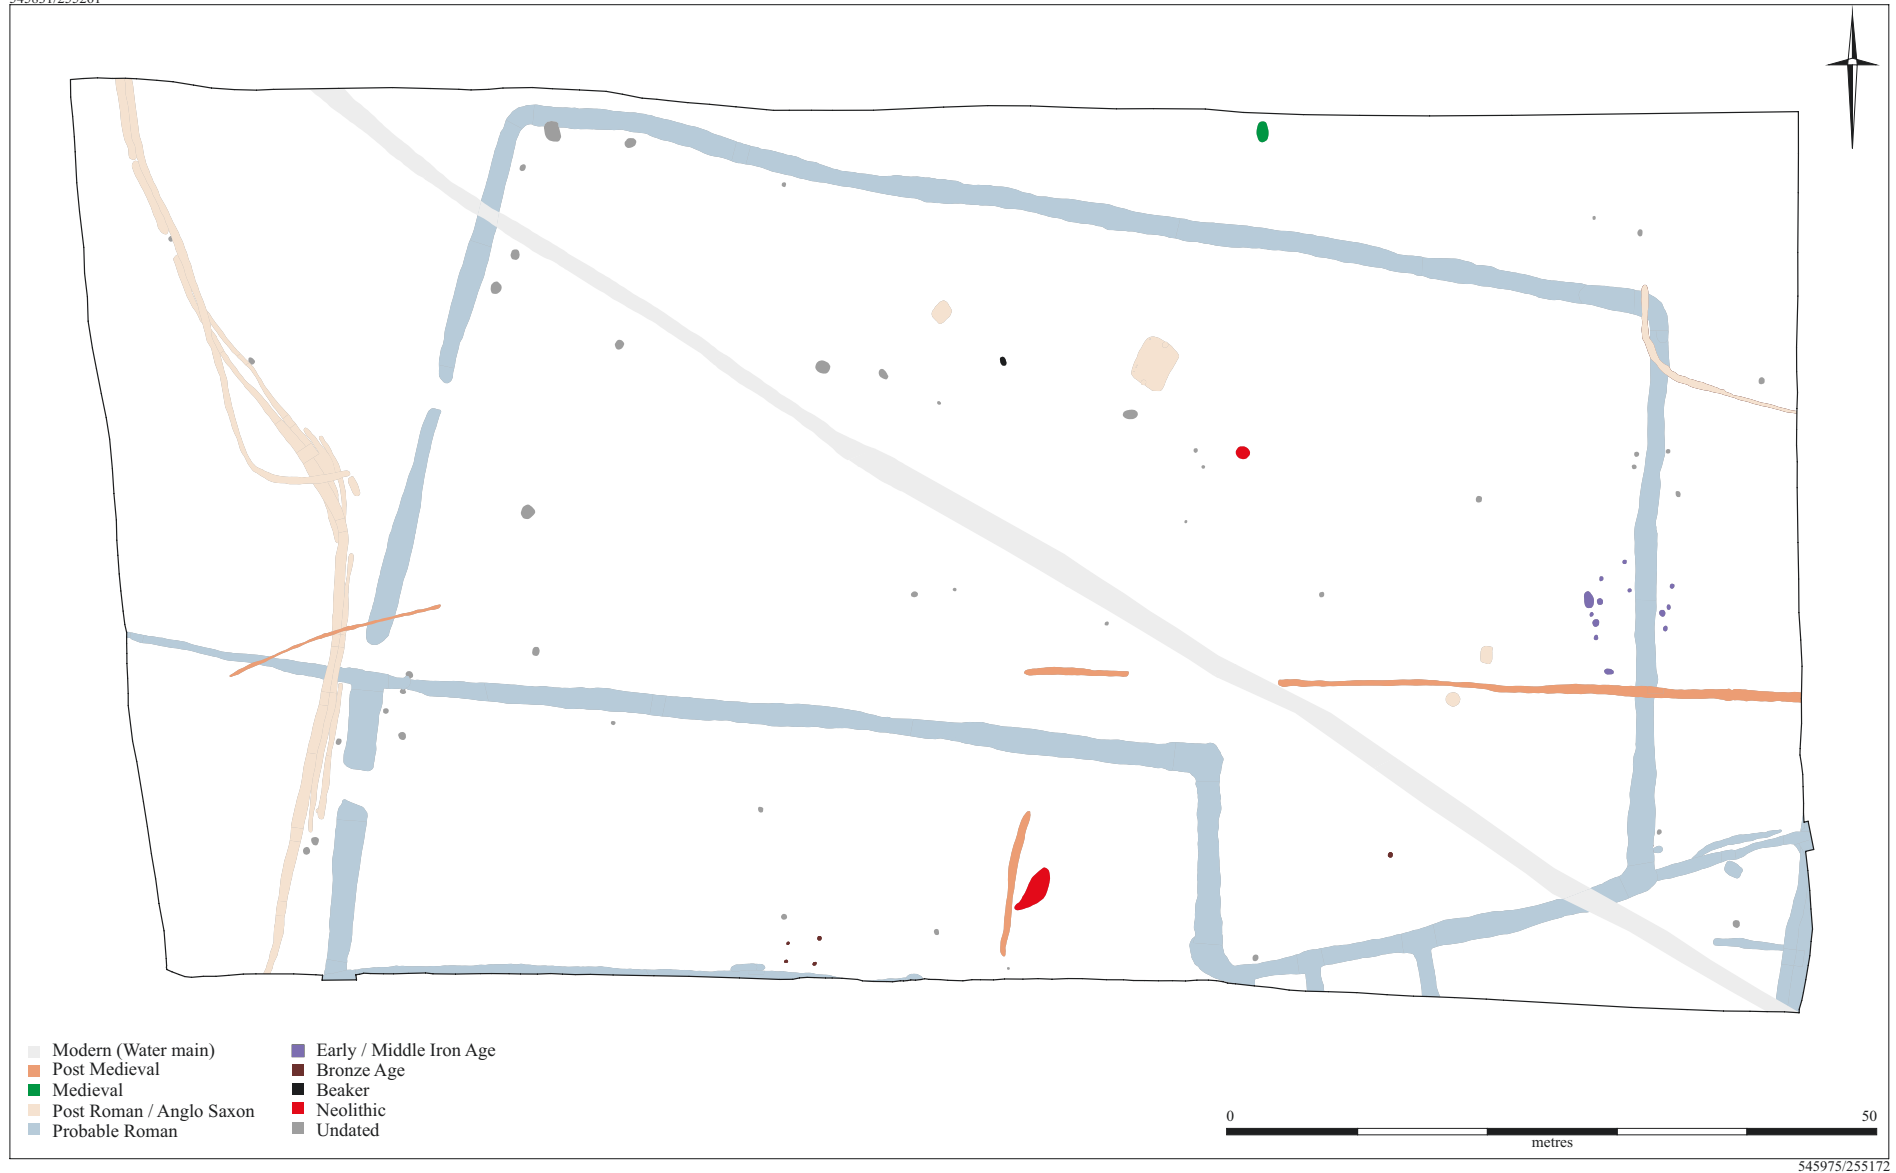 Modern (Water main)
Post Medieval
Medieval
Post Roman / Anglo Saxon
Probable Roman
Early / Middle Iron Age
Bronze Age
Beaker
Neolithic
Undated
0 50
metres
545975/255172